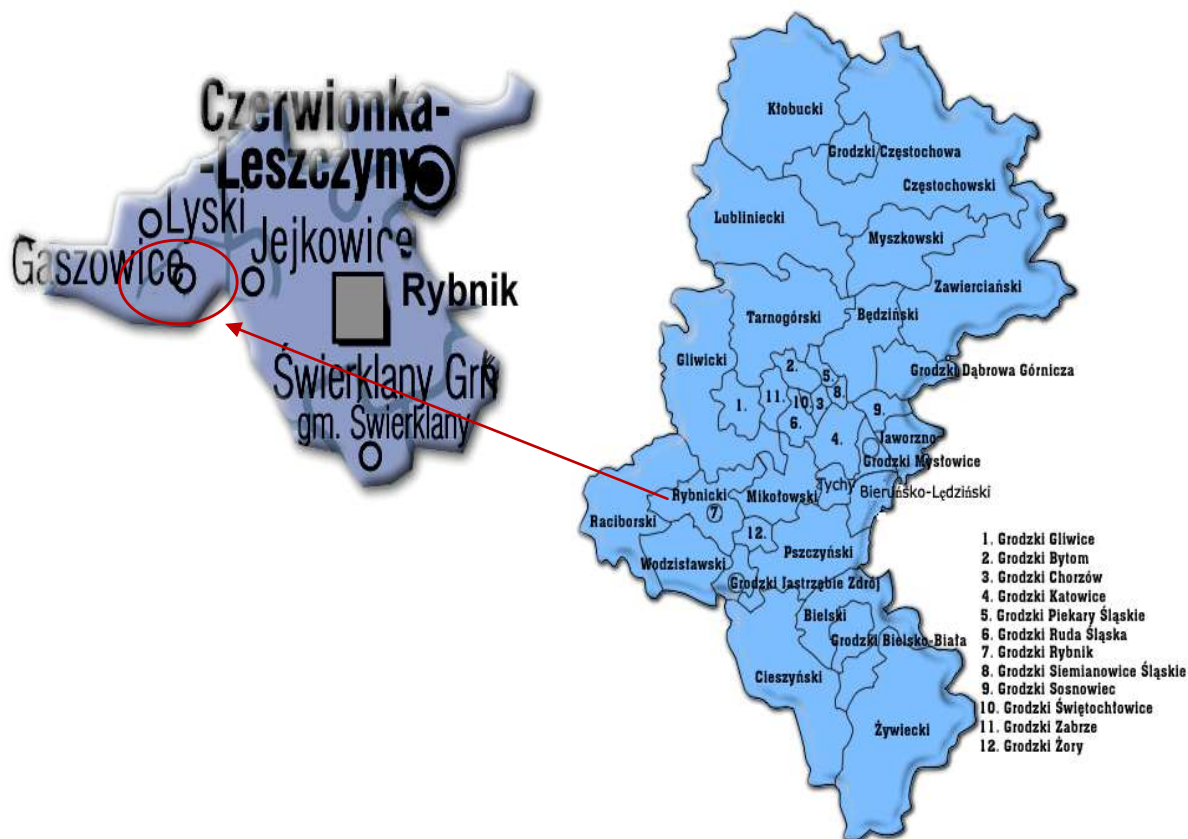 Czerwionka-
-Leszczyny
Lyski
Jejkowice
Gaszowice
Rybnik
Świerklany Grn
gm. Świerklany
Kłobucki
Grodzki Częstochowa
Częstochowski
Lubliniecki
Myszkowski
Zawierciański
Tarnogórski
Będziński
Gliwicki
Grodzki Dąbrowa Górnicza
2.
5.
8.
1.
11.
10.
3
9.
6.
4.
Jaworzno
Grodzki Mysłowice
Rybnicki
7
Mikołowski
Tychy
Bieruńsko-Lędziński
Raciborski
12.
Pszczyński
Wodzisławski
Grodzki Jastrzębie Zdrój
Bielski
Grodzki Bielsko-Biała
Cieszyński
Żywiecki
1. Grodzki Gliwice
2. Grodzki Bytom
3. Grodzki Chorzów
4. Grodzki Katowice
5. Grodzki Piekary Śląskie
6. Grodzki Ruda Śląska
7. Grodzki Rybnik
8. Grodzki Siemianowice Śląskie
9. Grodzki Sosnowiec
10. Grodzki Świętochłowice
11. Grodzki Zabrze
12. Grodzki Żory